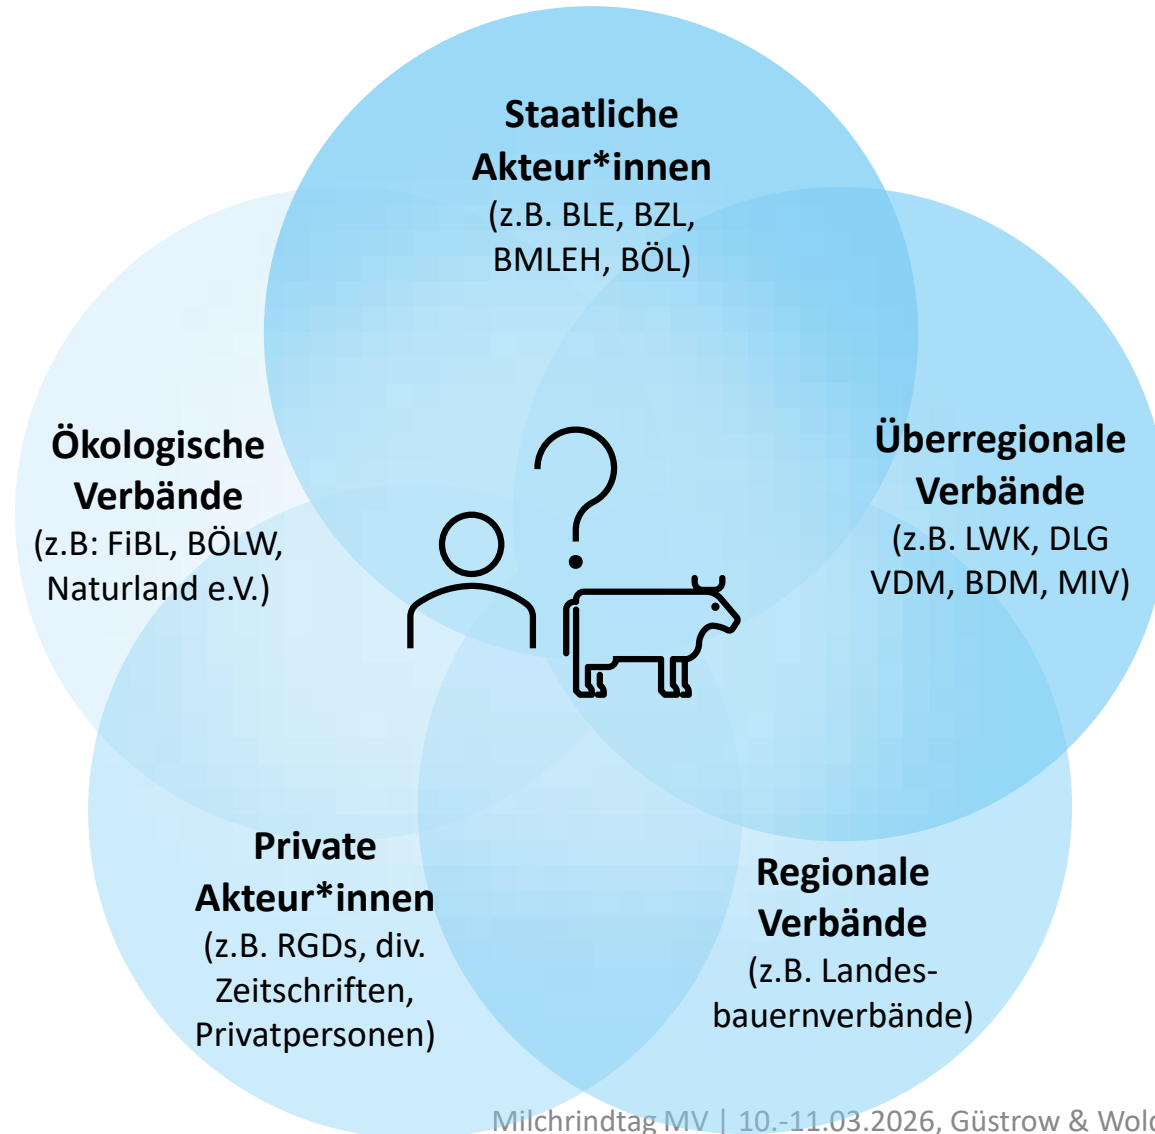 Staatliche
Akteur*innen
(z.B. BLE, BZL,
BMLEH, BÖL)
Ökologische
Verbände
(z.B: FiBL, BÖLW,
Naturland e.V.)
Überregionale
Verbände
(z.B. LWK, DLG
VDM, BDM, MIV)
Private
Akteur*innen
(z.B. RGDs, div.
Zeitschriften,
Privatpersonen)
Regionale
Verbände
(z.B. Landes-
bauernverbände)
Milchrindtag MV | 10.-11.03.2026, Güstrow &